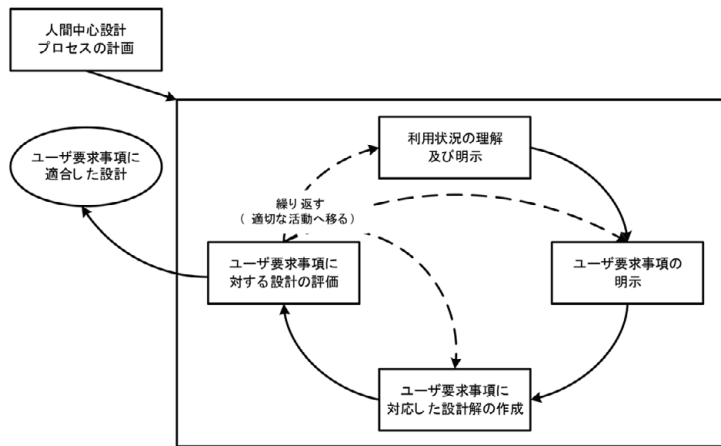 人間中心設計
プロセスの計画
利用状況の理解
及び明示
ユーザ要求事項に
適合した設計
繰り返す
( 適切な活動へ移る)
ユーザ要求事項に
対する設計の評価
ユーザ要求事項の
明示
ユーザ要求事項に
対応した設計解の作成